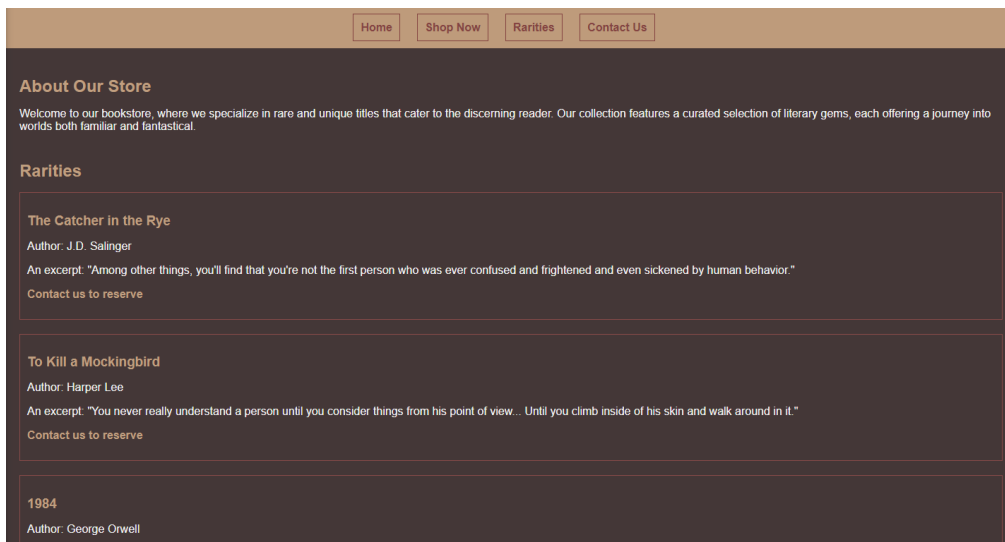 Home Shop Now Rarities Contact Us
About Our Store
Welcome to our bookstore, where we specialize in rare and unique titles that cater to the discerning reader. Our collection features a curated selection of literary gems, each offering a journey into
worlds both familiar and fantastical.
Rarities
The Catcher in the Rye
Author: J.D. Salinger
An excerpt: "Among other things, you'll find that you're not the first person who was ever confused and frightened and even sickened by human behavior."
Contact us to reserve
To Kill a Mockingbird
Author: Harper Lee
An excerpt: "You never really understand a person until you consider things from his point of view... Until you climb inside of his skin and walk around in it."
Contact us to reserve
1984
Author: George Orwell